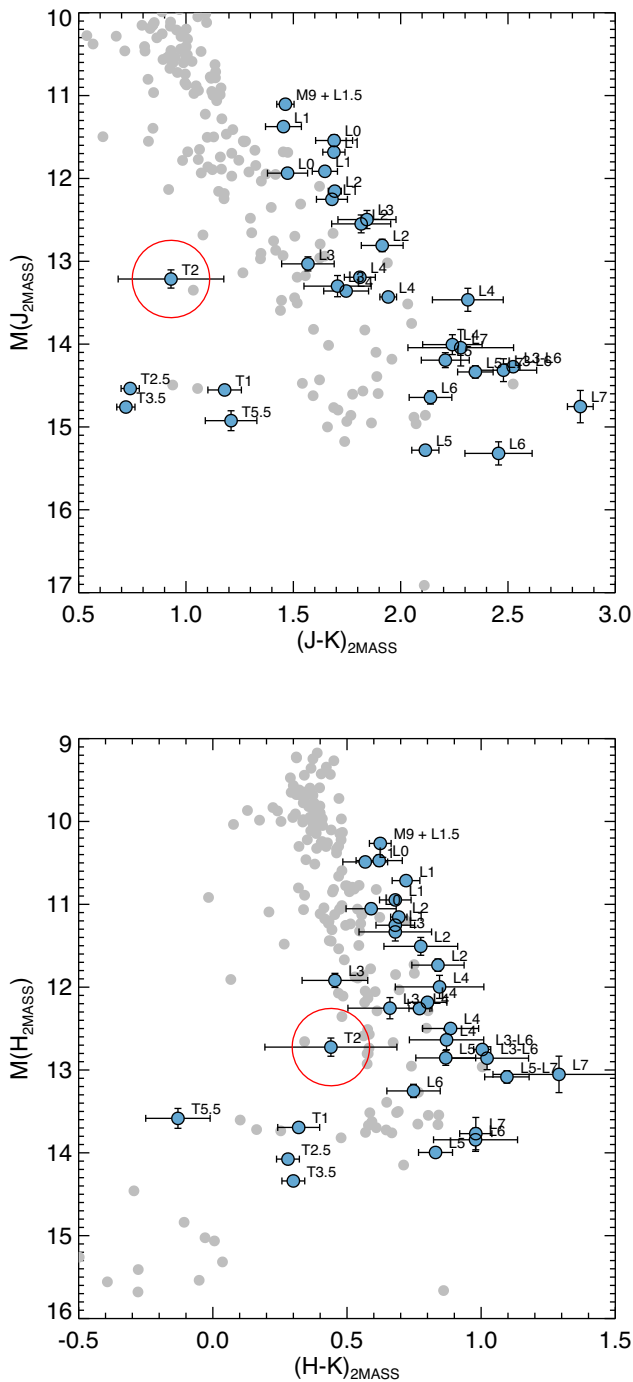 10
11
12
13
14
15
16
17
M(J2MASS)
M9 + L1.5
L1
L0
L1
L0
L1
L2
L1
L3
L2
L2
L3
L4
L4
L4
T2
L4
L7
L5
L5-L7
L3-L6
L3-L6
T2.5
T1
T3.5
T5.5
L6
L7
L5
L6
0.5
1.0
1.5
2.0
2.5
3.0
(J-K)2MASS
9
10
11
12
13
14
15
16
M(H2MASS)
M9 + L1.5
L0
L1
L1
L1
L0
L2
L1
L3
L2
L2
L3
L4
L3
L4
L4
L4
T2
L3-L6
L5
L3-L6
L5-L7
L7
L6
T5.5
T1
L7
L6
L5
T2.5
T3.5
-0.5
0.0
0.5
1.0
1.5
(H-K)2MASS